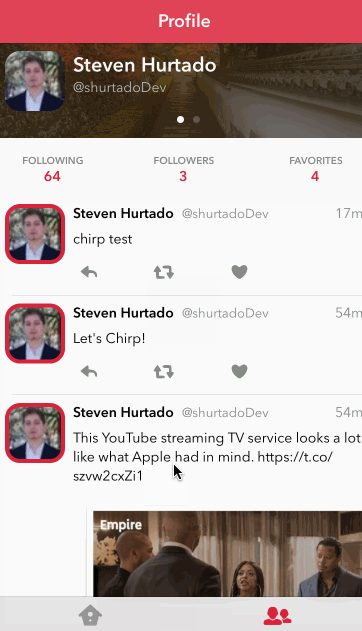 Profile
Steven Hurtado
@shurtadoDev
FOLLOWING FOLLOWERS FAVORITES
64 3 4
Steven Hurtado @shurtadoDev 17m
chirp test
Steven Hurtado @shurtadoDev 54m
Let's Chirp!
Steven Hurtado @shurtadoDev 54m
This YouTube streaming TV service looks a lot
like what Apple had in mind. https://t.co/
szvw2cxZi1
Empire